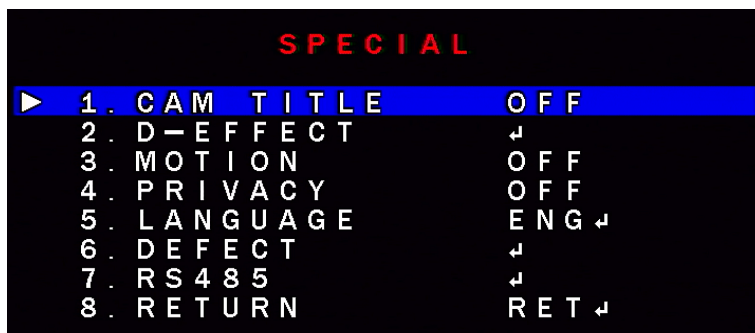 SPECIAL
1. CAM TITLE OFF
2. D-EFFECT ↵
3. MOTION OFF
4. PRIVACY OFF
5. LANGUAGE ENG↵
6. DEFECT ↵
7. RS485 ↵
8. RETURN RET↵